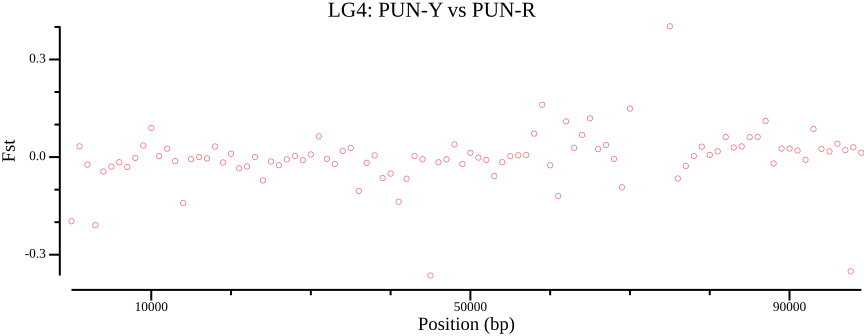 LG4: PUN-Y vs PUN-R
Fst
0.3
0.0
-0.3
10000 50000 90000
Position (bp)